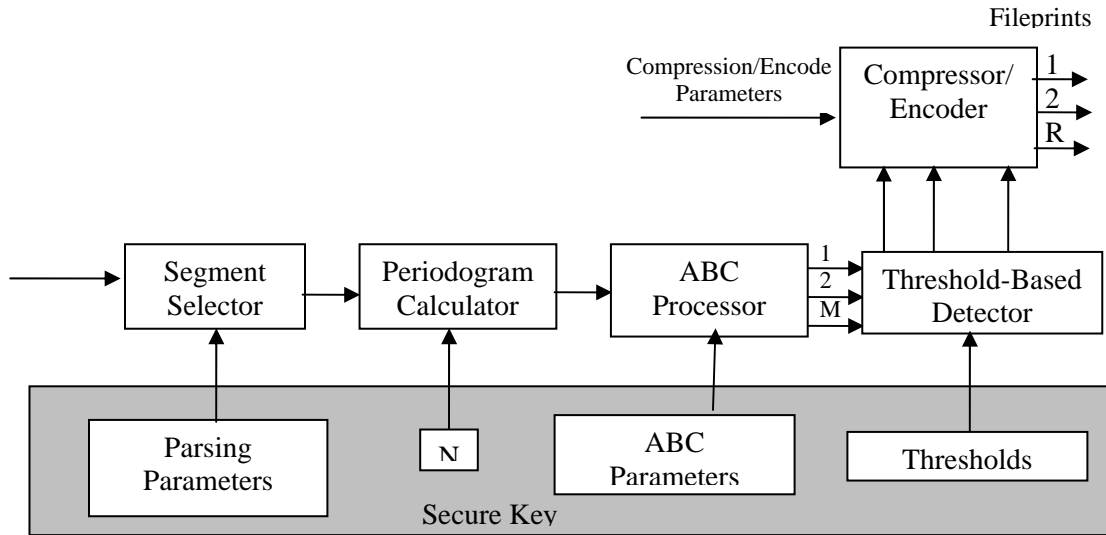 Fileprints
Compression/Encode
Parameters
Compressor/
Encoder
1
2
R
Segment
Selector
Periodogram
Calculator
ABC
Processor
1
2
M
Threshold-Based
Detector
Parsing
Parameters
N
ABC
Parameters
Thresholds
Secure Key